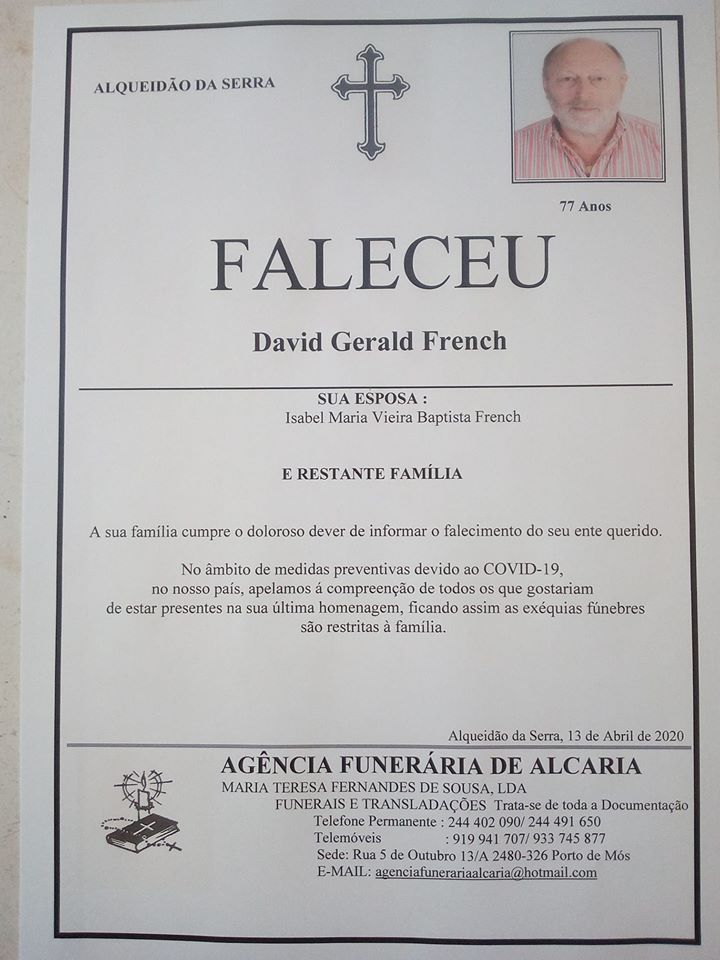 ALQUEIDÃO DA SERRA
77 Anos
FALECEU
David Gerald French
SUA ESPOSA :
Isabel Maria Vieira Baptista French
E RESTANTE FAMÍLIA
A sua família cumpre o doloroso dever de informar o falecimento do seu ente querido.
No âmbito de medidas preventivas devido ao COVID-19,
no nosso país, apelamos á compreenção de todos os que gostariam
de estar presentes na sua última homenagem, ficando assim as exéquias fúnebres
são restritas à família.
Alqueidão da Serra, 13 de Abril de 2020
AGÊNCIA FUNERÁRIA DE ALCARIA
MARIA TERESA FERNANDES DE SOUSA, LDA
FUNERAIS E TRANSLADAÇÕES Trata-se de toda a Documentação
Telefone Permanente : 244 402 090/ 244 491 650
Telemóveis : 919 941 707/ 933 745 877
Sede: Rua 5 de Outubro 13/A 2480-326 Porto de Mós
E-MAIL: agenciafunerariaalcaria@hotmail.com